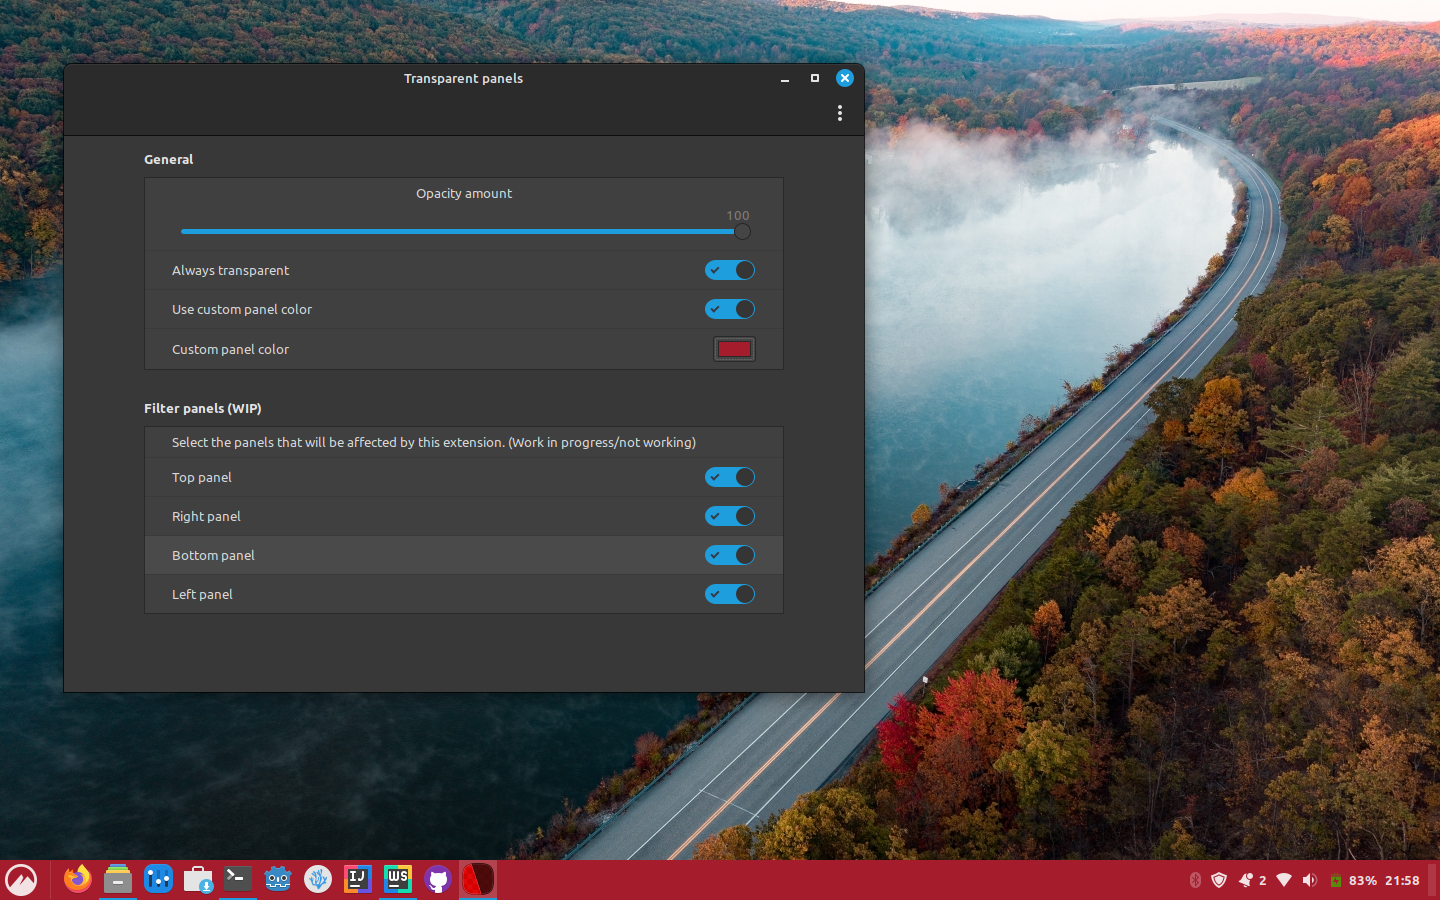 Transparent panels
General
Opacity amount
100
Always transparent
Use custom panel color
Custom panel color
Filter panels (WIP)
Select the panels that will be affected by this extension. (Work in progress/not working)
Top panel
Right panel
Bottom panel
Left panel
IJ
WS
2
83%
21:58